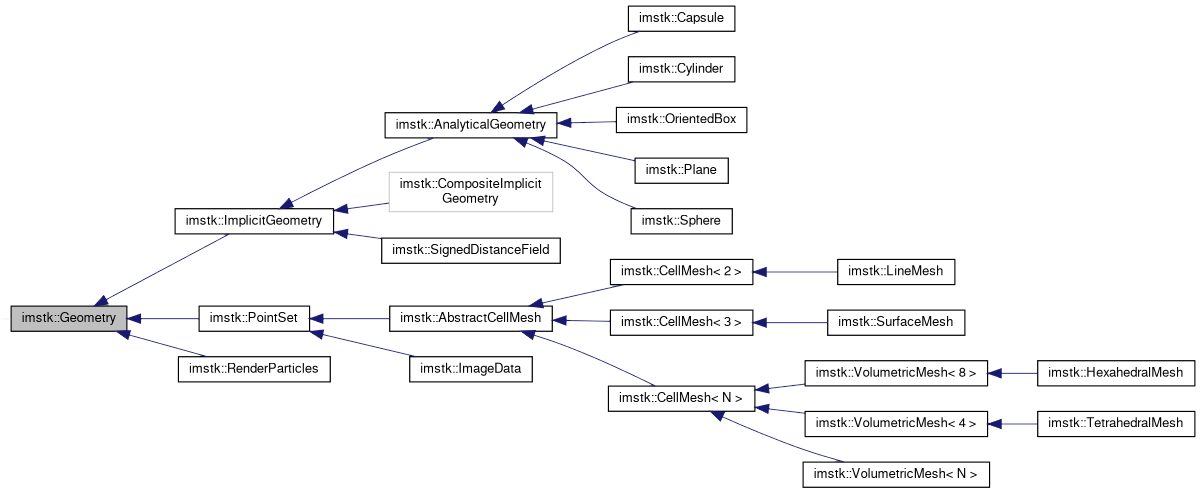 imstk::Capsule
imstk::Cylinder
imstk::AnalyticalGeometry
imstk::OrientedBox
imstk::Plane
imstk::CompositeImplicit
Geometry
imstk::ImplicitGeometry
imstk::Sphere
imstk::SignedDistanceField
imstk::CellMesh< 2 >
imstk::LineMesh
imstk::Geometry
imstk::PointSet
imstk::AbstractCellMesh
imstk::CellMesh< 3 >
imstk::SurfaceMesh
imstk::RenderParticles
imstk::ImageData
imstk::VolumetricMesh< 8 >
imstk::HexahedralMesh
imstk::CellMesh< N >
imstk::VolumetricMesh< 4 >
imstk::TetrahedralMesh
imstk::VolumetricMesh< N >